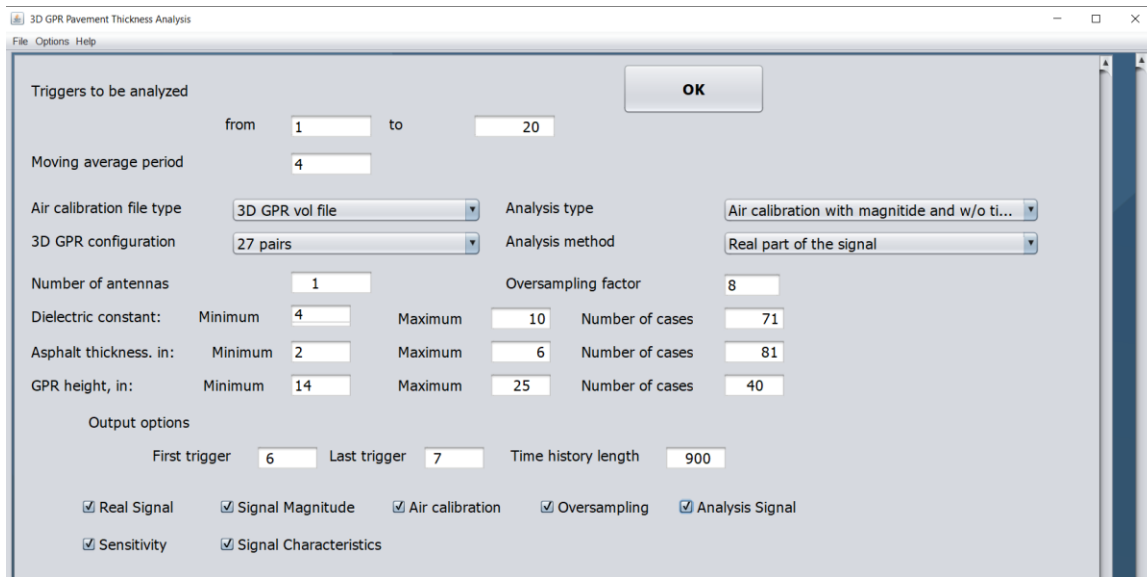 3D GPR Pavement Thickness Analysis
File Options Help
OK
Triggers to be analyzed
from 1 to 20
Moving average period 4
Air calibration file type 3D GPR vol file Analysis type Air calibration with magnitide and w/o ti...
3D GPR configuration 27 pairs Analysis method Real part of the signal
Number of antennas 1 Oversampling factor 8
Dielectric constant: Minimum 4 Maximum 10 Number of cases 71
Asphalt thickness. in: Minimum 2 Maximum 6 Number of cases 81
GPR height, in: Minimum 14 Maximum 25 Number of cases 40
Output options
First trigger 6 Last trigger 7 Time history length 900
Real Signal Signal Magnitude Air calibration Oversampling Analysis Signal
Sensitivity Signal Characteristics